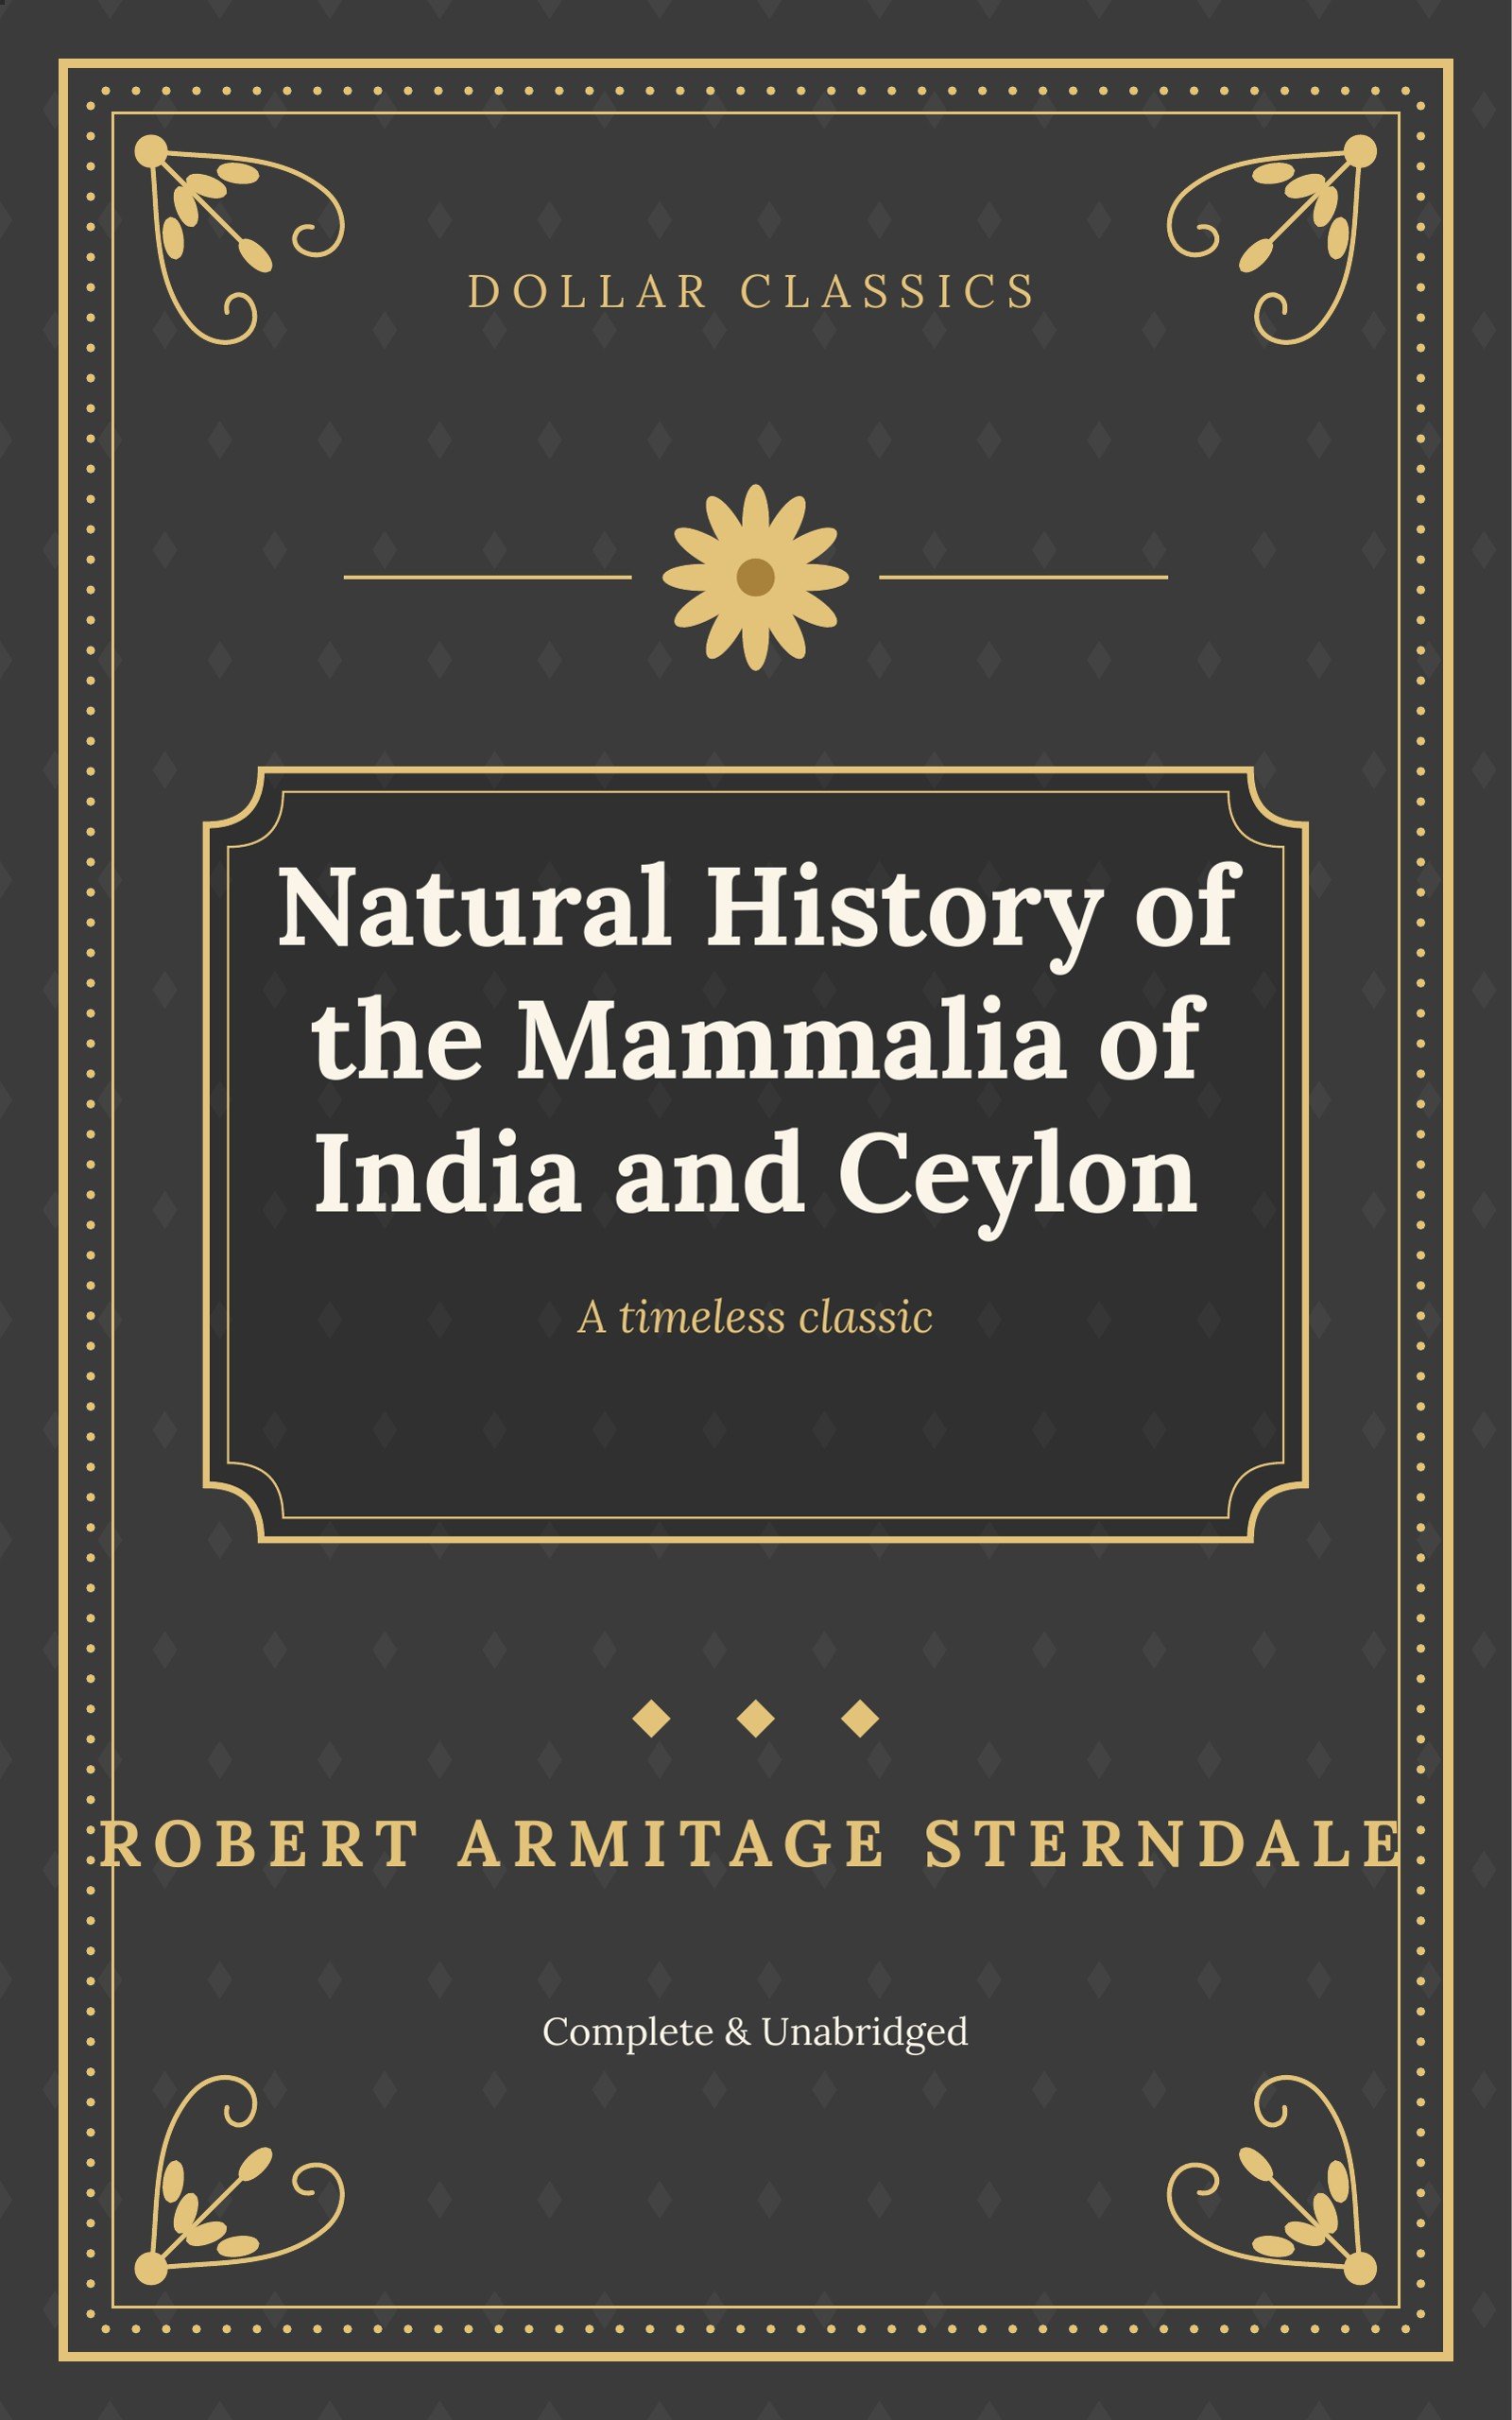 DOLLAR CLASSICS
Natural History of
the Mammalia of
India and Ceylon
A timeless classic
ROBERT ARMITAGE STERNDALE
Complete & Unabridged